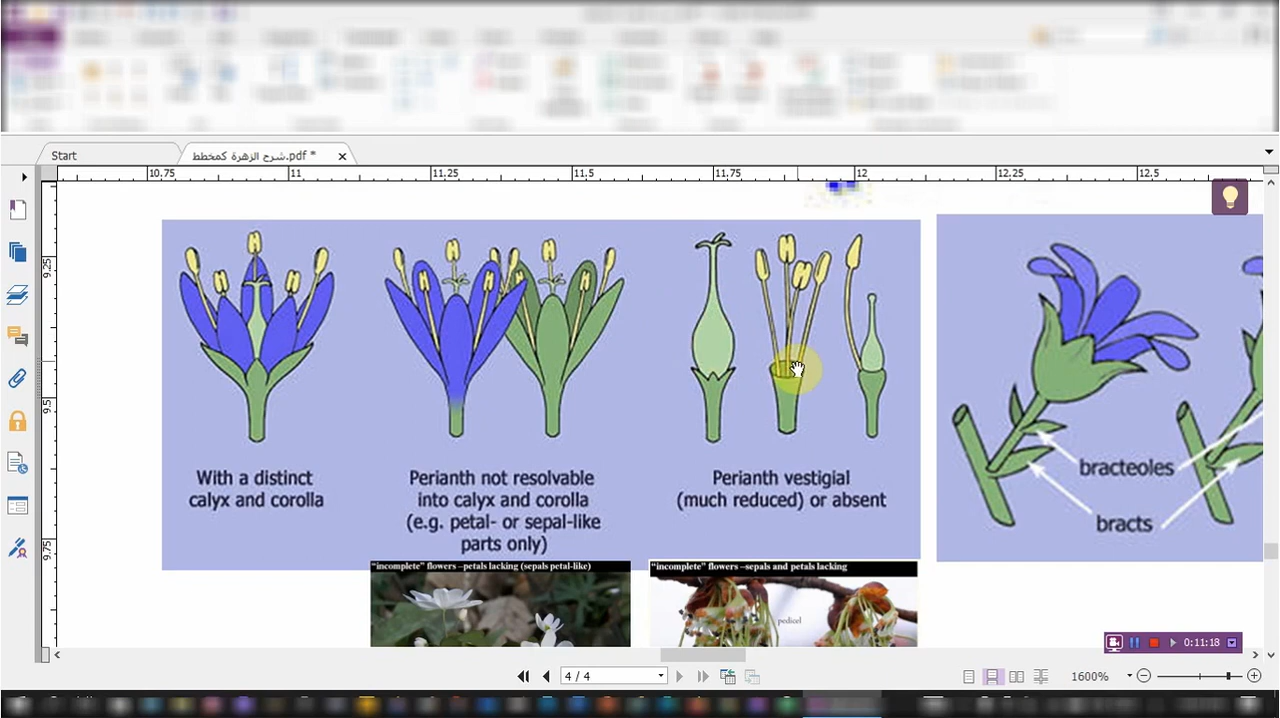 Start
شرح الزهرة كمخطط.pdf *
10.75
11
11.25
11.5
11.75
12
12.25
12.5
9.25
9.5
9.75
With a distinct
calyx and corolla
Perianth not resolvable
into calyx and corolla
(e.g. petal- or sepal-like
parts only)
Perianth vestigial
(much reduced) or absent
bracteoles
bracts
"incomplete" flowers –petals lacking (sepals petal-like)
"incomplete" flowers –sepals and petals lacking
pedicel
0:11:18
4 / 4
1600%